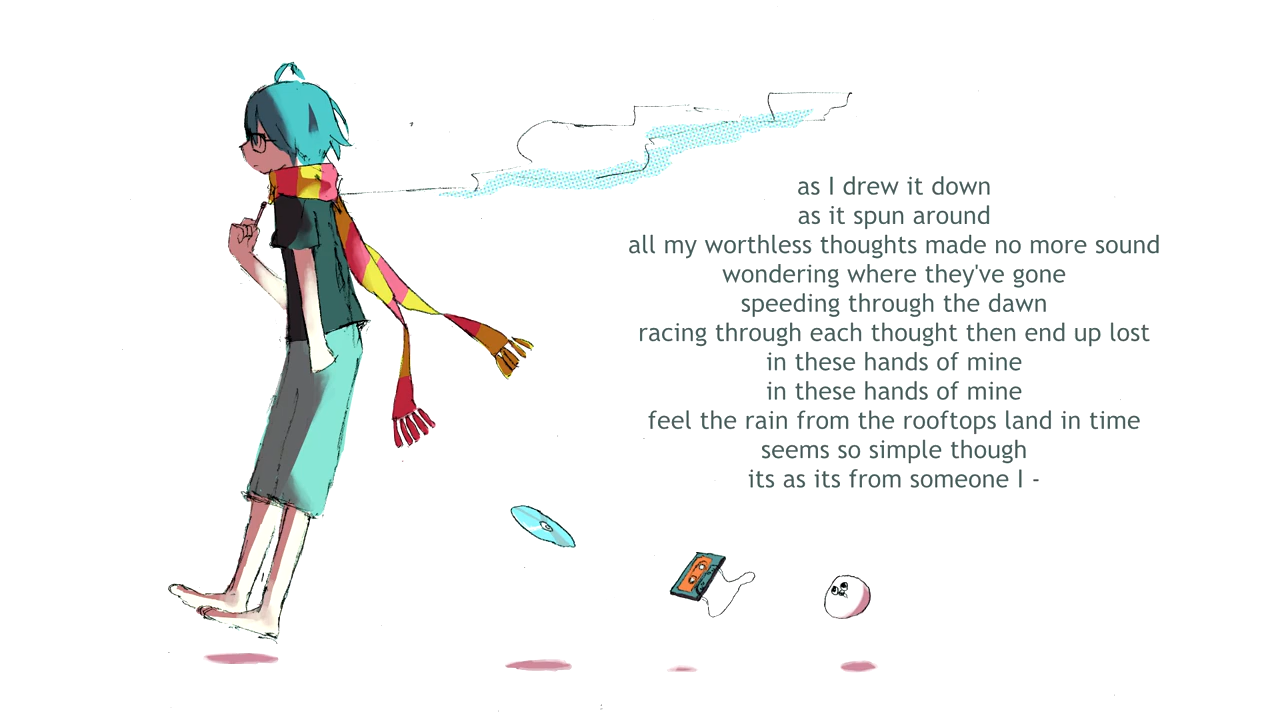 as I drew it down
as it spun around
all my worthless thoughts made no more sound
wondering where they've gone
speeding through the dawn
racing through each thought then end up lost
in these hands of mine
in these hands of mine
feel the rain from the rooftops land in time
seems so simple though
its as its from someone I -